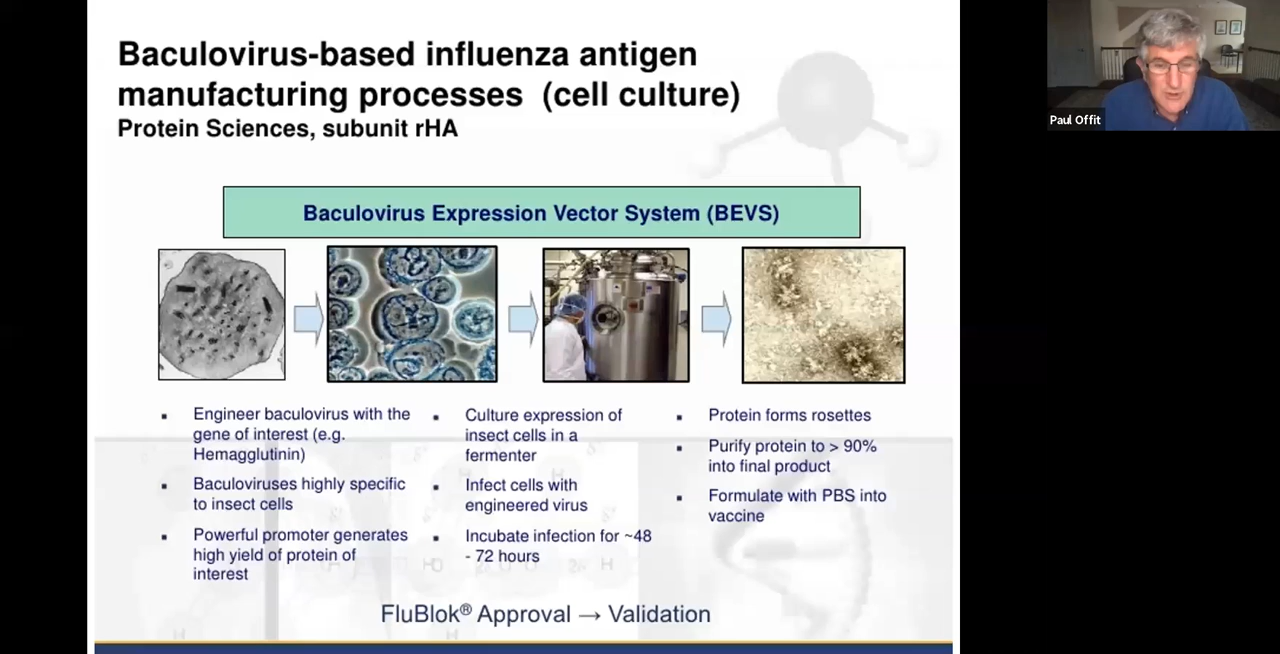 Baculovirus-based influenza antigen
manufacturing processes (cell culture)
Protein Sciences, subunit rHA
Paul Offit
Baculovirus Expression Vector System (BEVS)
▪ Engineer baculovirus with the
gene of interest (e.g.
Hemagglutinin)
▪ Baculoviruses highly specific
to insect cells
▪ Powerful promoter generates
high yield of protein of
interest
▪ Culture expression of
insect cells in a
fermenter
▪ Infect cells with
engineered virus
▪ Incubate infection for ~48
- 72 hours
▪ Protein forms rosettes
▪ Purify protein to > 90%
into final product
▪ Formulate with PBS into
vaccine
FluBlok® Approval → Validation